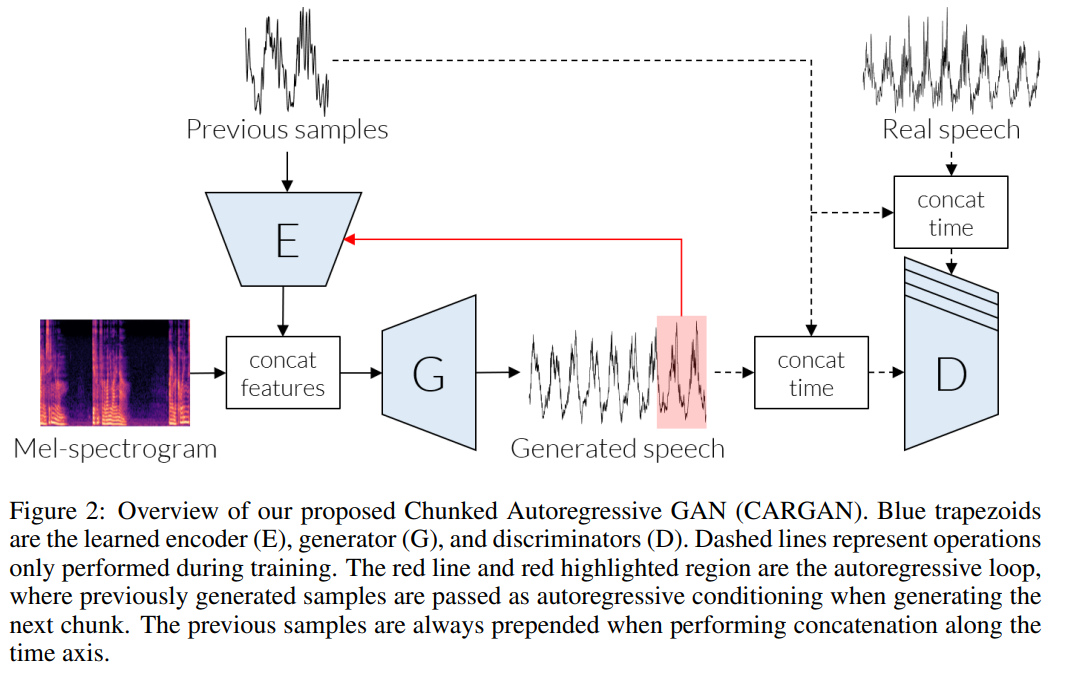 Previous samples
Real speech
concat
time
E
concat
features
G
concat
time
D
Mel-spectrogram
Generated speech
Figure 2: Overview of our proposed Chunked Autoregressive GAN (CARGAN). Blue trapezoids
are the learned encoder (E), generator (G), and discriminators (D). Dashed lines represent operations
only performed during training. The red line and red highlighted region are the autoregressive loop,
where previously generated samples are passed as autoregressive conditioning when generating the
next chunk. The previous samples are always prepended when performing concatenation along the
time axis.